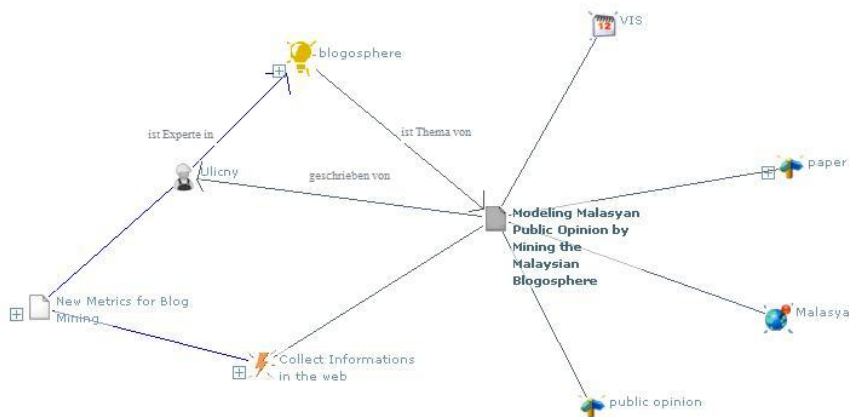 VIS
12
blogosphere
ist Experte in
ist Thema von
paper
Ulicny
geschrieben von
Modeling Malasyan
Public Opinion by
Mining the
Malaysian
Blogosphere
New Metrics for Blog
Mining
Malasya
Collect Informations
in the web
public opinion